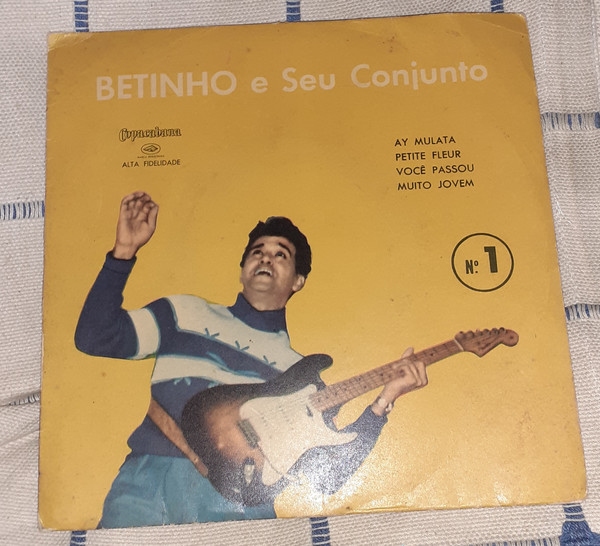 BETINHO e Seu Conjunto
Copacabana
ALTA FIDELIDADE
AY MULATA
PETITE FLEUR
VOCÊ PASSOU
MUITO JOVEM
Nº. 1